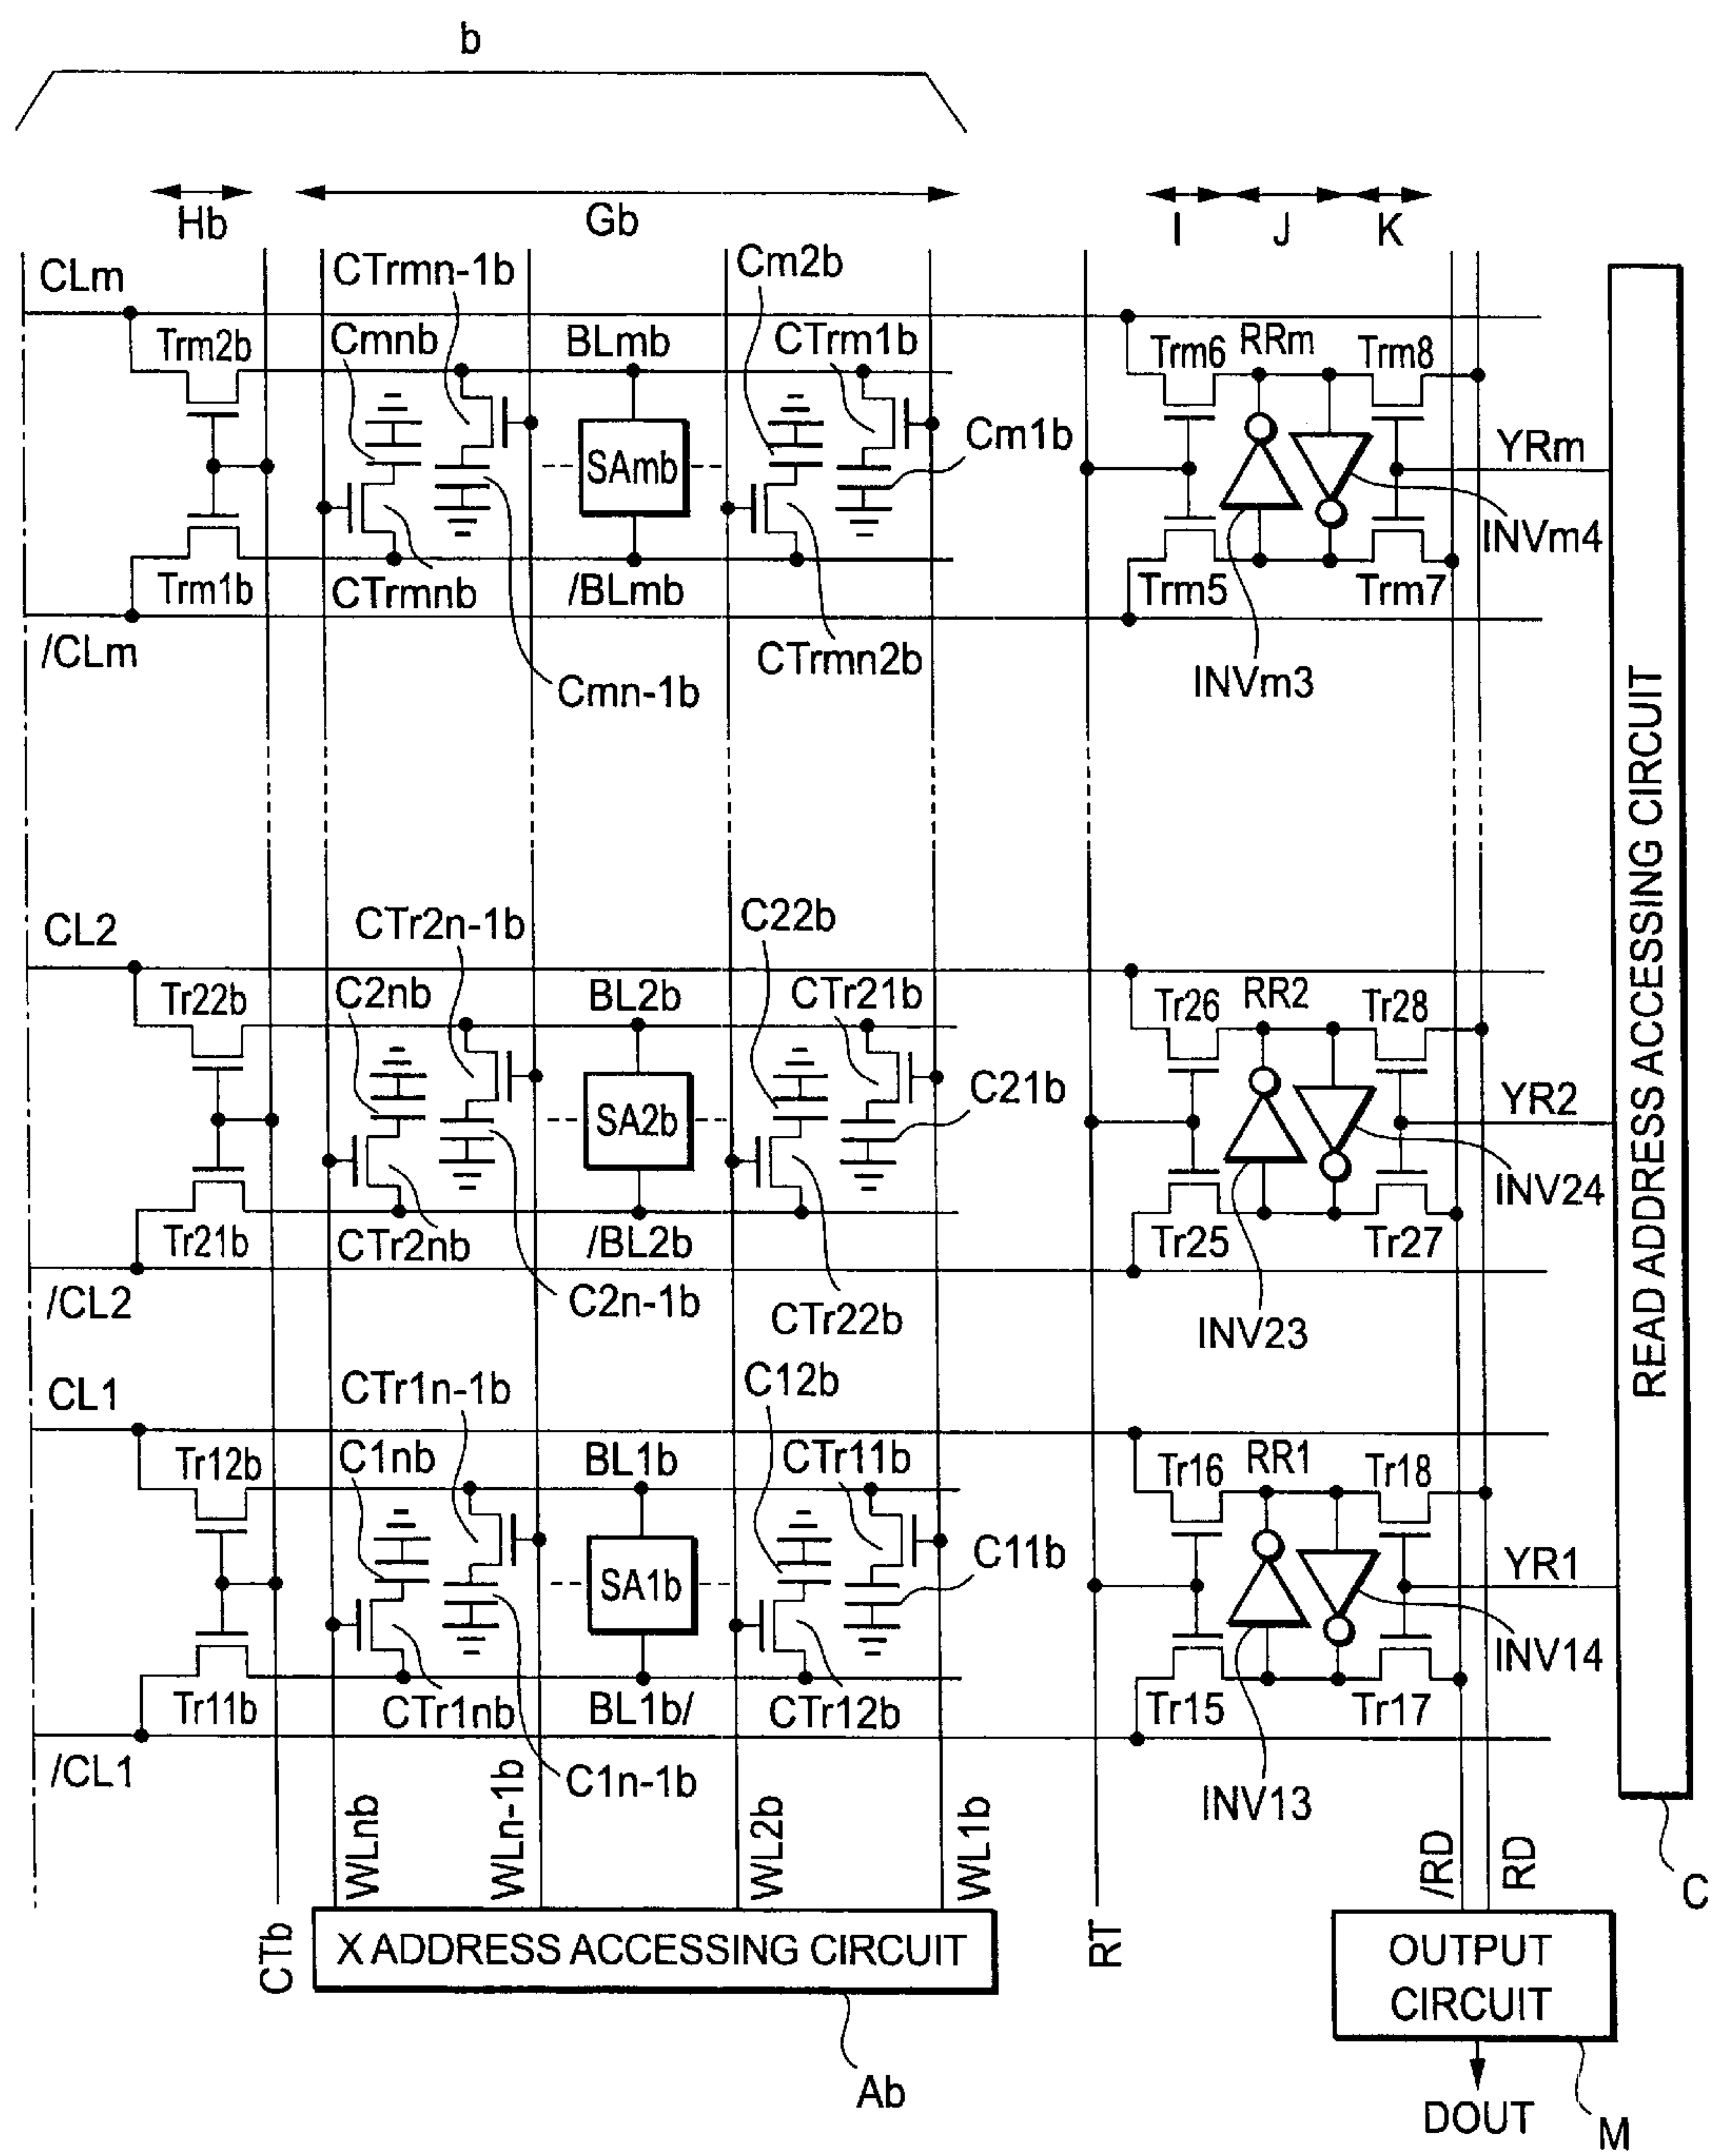 b
Hb
Gb
I
J
K
CLm
CTrmn-1b
Cm2b
Trm2b
Cmnb
BLmb
CTrm1b
Trm6
RRm
Trm8
SAmb
Cm1b
YRm
INVm4
Trm1b
CTrmnb
/BLmb
Trm5
Trm7
/CLm
CTrmn2b
Cmn-1b
INVm3
READ ADDRESS ACCESSING CIRCUIT
CL2
CTr2n-1b
C22b
Tr22b
C2nb
BL2b
CTr21b
Tr26
RR2
Tr28
SA2b
C21b
YR2
INV24
Tr21b
CTr2nb
/BL2b
Tr25
Tr27
/CL2
C2n-1b
CTr22b
INV23
CL1
CTr1n-1b
C12b
Tr12b
C1nb
BL1b
CTr11b
Tr16
RR1
Tr18
SA1b
C11b
YR1
INV14
Tr11b
CTr1nb
BL1b/
CTr12b
Tr15
Tr17
/CL1
C1n-1b
INV13
CTb
WLnb
WLn-1b
WL2b
WL1b
RT
/RD
RD
C
X ADDRESS ACCESSING CIRCUIT
OUTPUT
CIRCUIT
Ab
DOUT
M